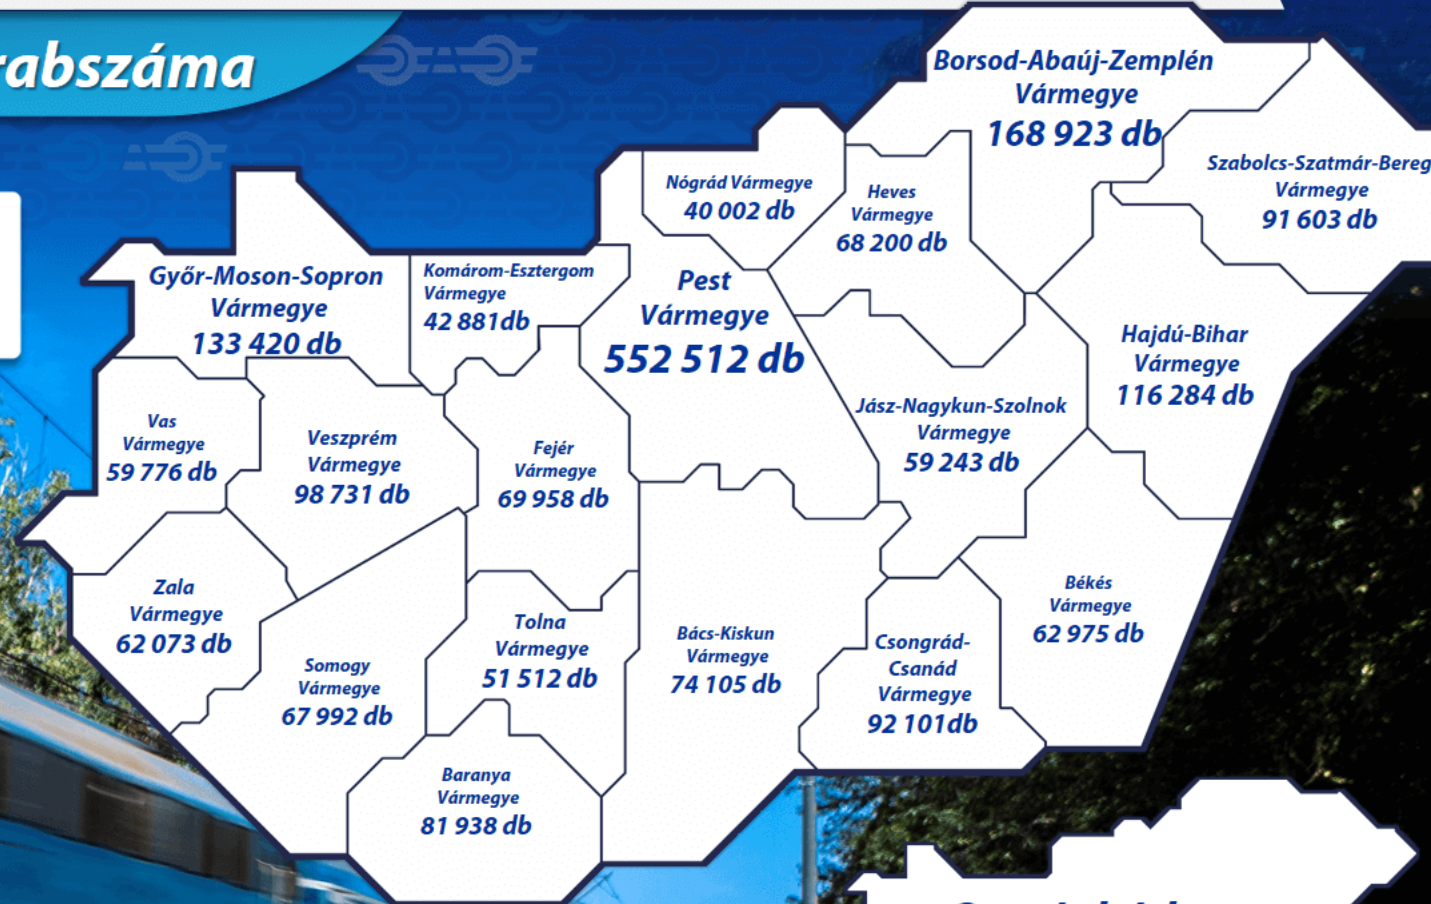 rabszáma
Borsod-Abaúj-Zemplén
Vármegye
168 923 db
Szabolcs-Szatmár-Bereg
Vármegye
91 603 db
Nógrád Vármegye
40 002 db
Heves
Vármegye
68 200 db
Győr-Moson-Sopron
Vármegye
133 420 db
Komárom-Esztergom
Vármegye
42 881db
Pest
Vármegye
552 512 db
Hajdú-Bihar
Vármegye
116 284 db
Vas
Vármegye
59 776 db
Veszprém
Vármegye
98 731 db
Fejér
Vármegye
69 958 db
Jász-Nagykun-Szolnok
Vármegye
59 243 db
Zala
Vármegye
62 073 db
Somogy
Vármegye
67 992 db
Tolna
Vármegye
51 512 db
Bács-Kiskun
Vármegye
74 105 db
Csongrád-
Csanád
Vármegye
92 101db
Békés
Vármegye
62 975 db
Baranya
Vármegye
81 938 db